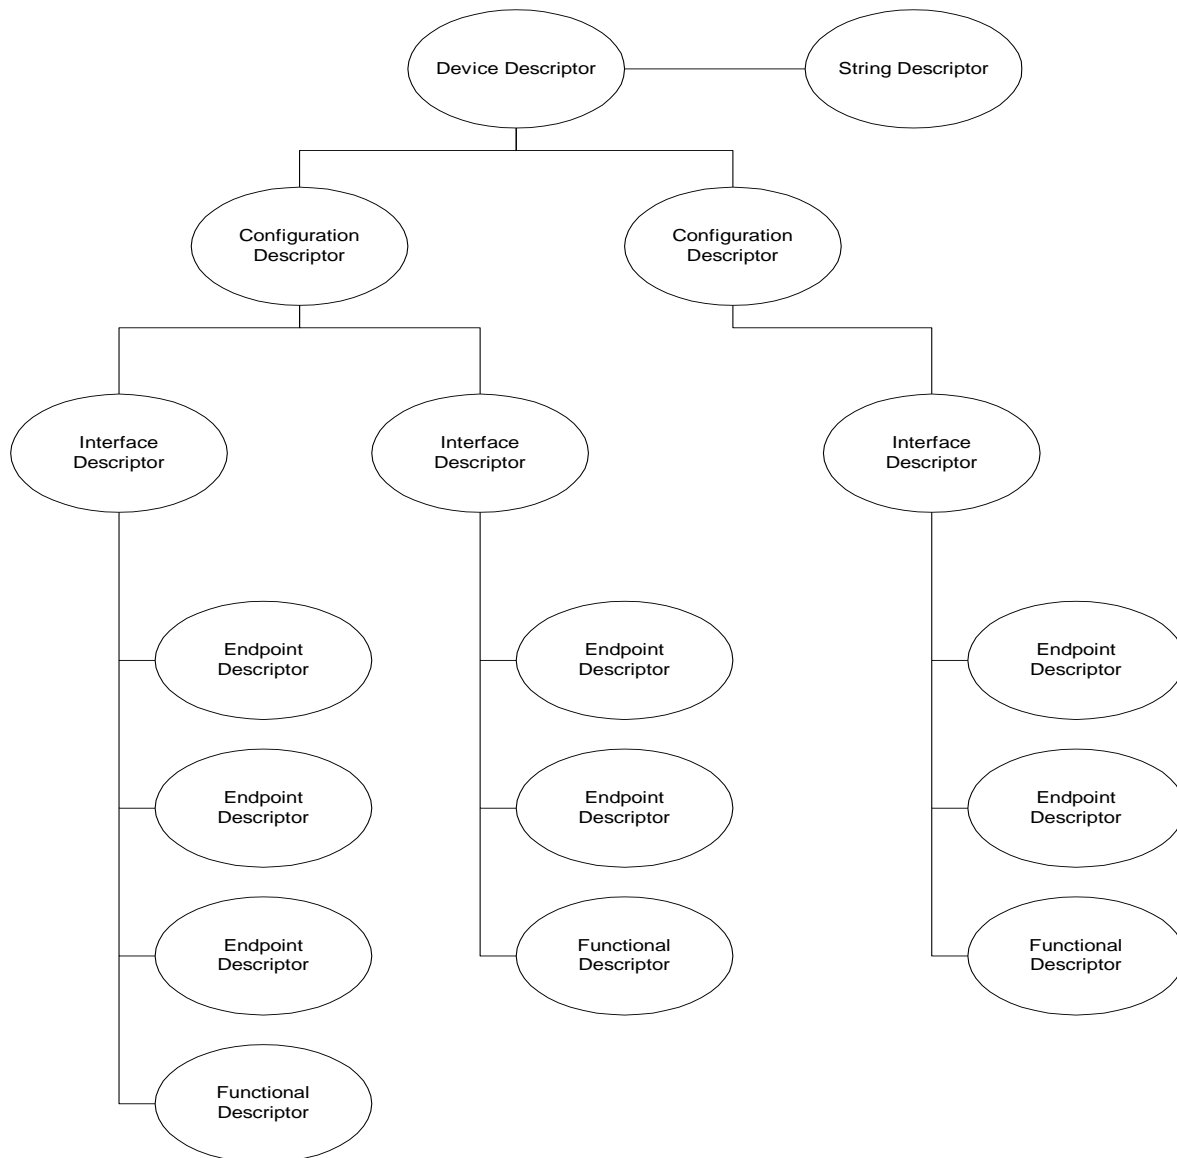 Device Descriptor
String Descriptor
Configuration
Descriptor
Configuration
Descriptor
Interface
Descriptor
Interface
Descriptor
Interface
Descriptor
Endpoint
Descriptor
Endpoint
Descriptor
Endpoint
Descriptor
Endpoint
Descriptor
Endpoint
Descriptor
Endpoint
Descriptor
Endpoint
Descriptor
Functional
Descriptor
Functional
Descriptor
Functional
Descriptor